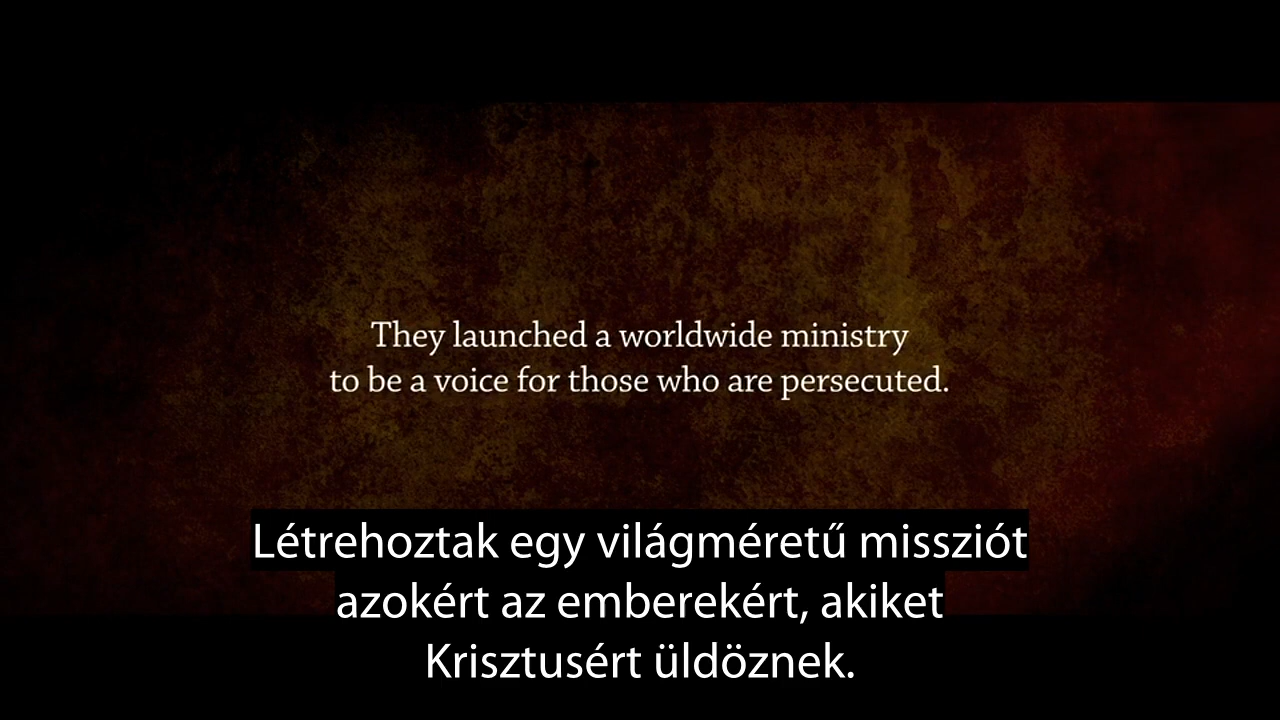 They launched a worldwide ministry
to be a voice for those who are persecuted.
Létrehoztak egy világméretű missziót
azokért az emberekért, akiket
Krisztusért üldöznek.